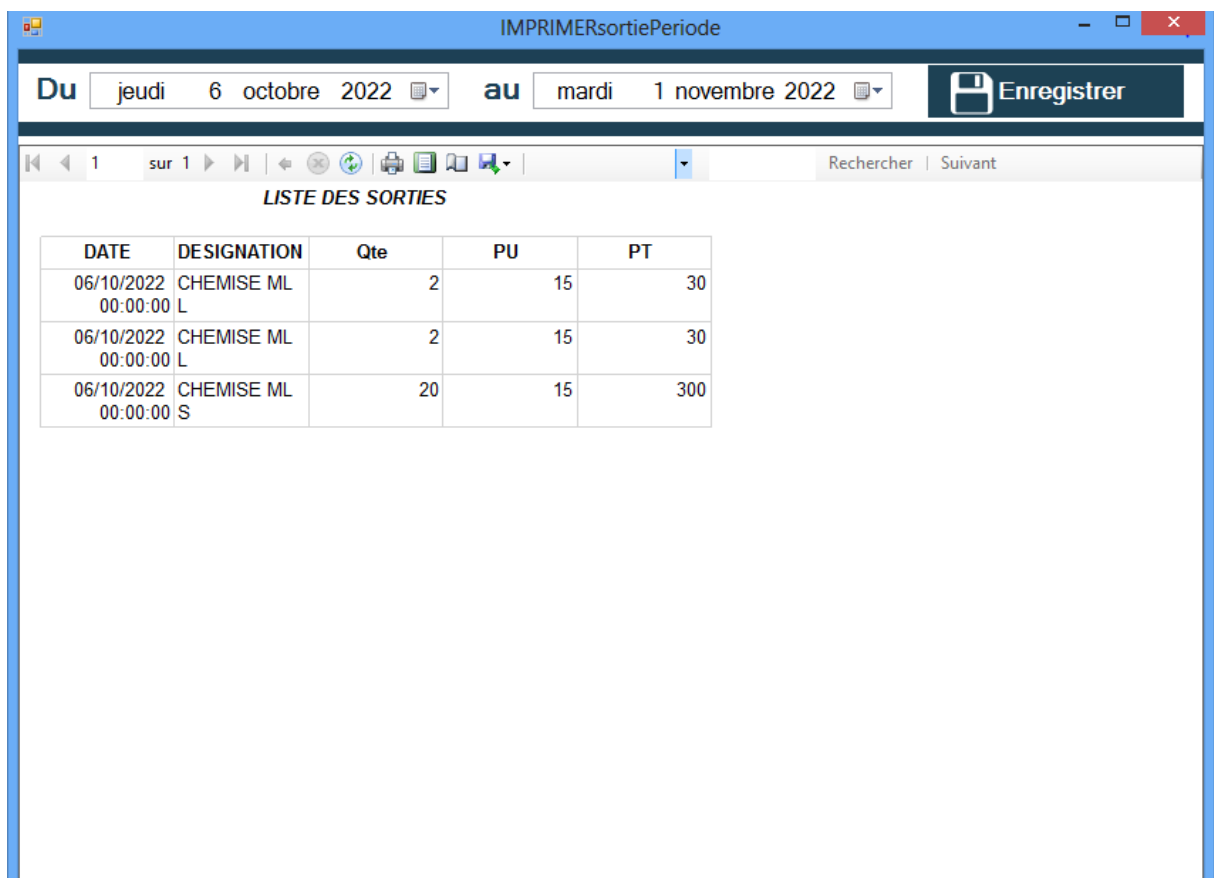 IMPRIMERsortiePeriode
Du jeudi 6 octobre 2022 au mardi 1 novembre 2022 Enregistrer
1 sur 1 Rechercher | Suivant
LISTE DES SORTIES
DATE DESIGNATION Qte PU PT
06/10/2022 CHEMISE ML 2 15 30
00:00:00 L
06/10/2022 CHEMISE ML 2 15 30
00:00:00 L
06/10/2022 CHEMISE ML 20 15 300
00:00:00 S